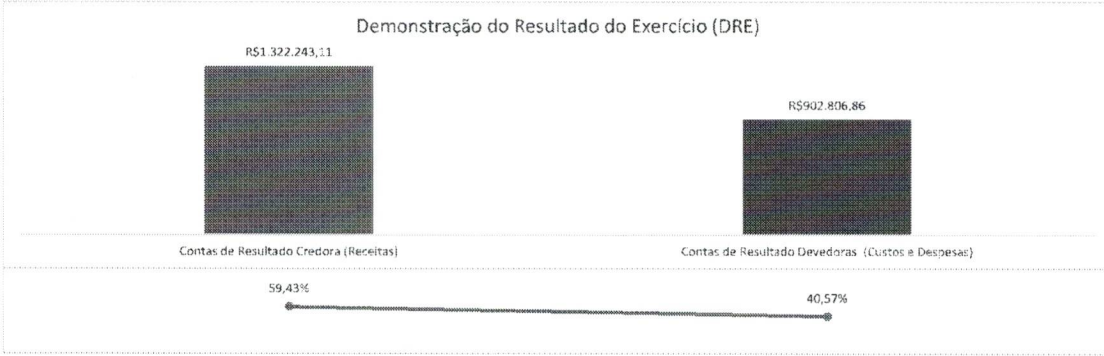 Demonstração do Resultado do Exercício (DRE)
R$1.322.243,11
R$902.806,86
Contas de Resultado Credora (Receitas)
Contas de Resultado Devedoras (Custos e Despesas)
59,43%
40,57%